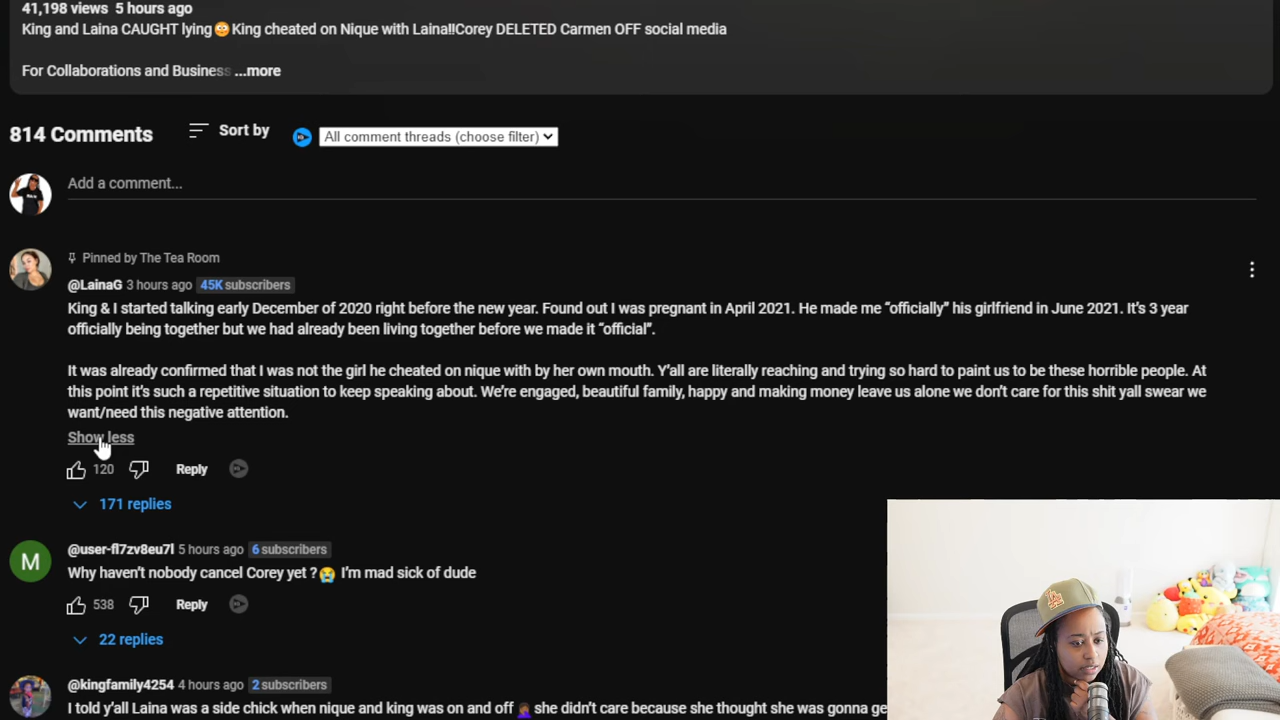 41,198 views 5 hours ago
King and Laina CAUGHT lying😳King cheated on Nique with Laina!!Corey DELETED Carmen OFF social media
For Collaborations and Business ...more
814 Comments
Sort by
All comment threads (choose filter)
Add a comment...
Pinned by The Tea Room
@LainaG 3 hours ago 45K subscribers
King & I started talking early December of 2020 right before the new year. Found out I was pregnant in April 2021. He made me “officially” his girlfriend in June 2021. It’s 3 year
officially being together but we had already been living together before we made it “official”.
It was already confirmed that I was not the girl he cheated on nique with by her own mouth. Y’all are literally reaching and trying so hard to paint us to be these horrible people. At
this point it’s such a repetitive situation to keep speaking about. We’re engaged, beautiful family, happy and making money leave us alone we don’t care for this shit yall swear we
want/need this negative attention.
Show less
120
Reply
171 replies
M
@user-fl7zv8eu7l 5 hours ago 6 subscribers
Why haven’t nobody cancel Corey yet ?😭 I’m mad sick of dude
538
Reply
22 replies
@kingfamily4254 4 hours ago 2 subscribers
I told y’all Laina was a side chick when nique and king was on and off 🤦🏾‍♀️ she didn’t care because she thought she was gonna ge
LA